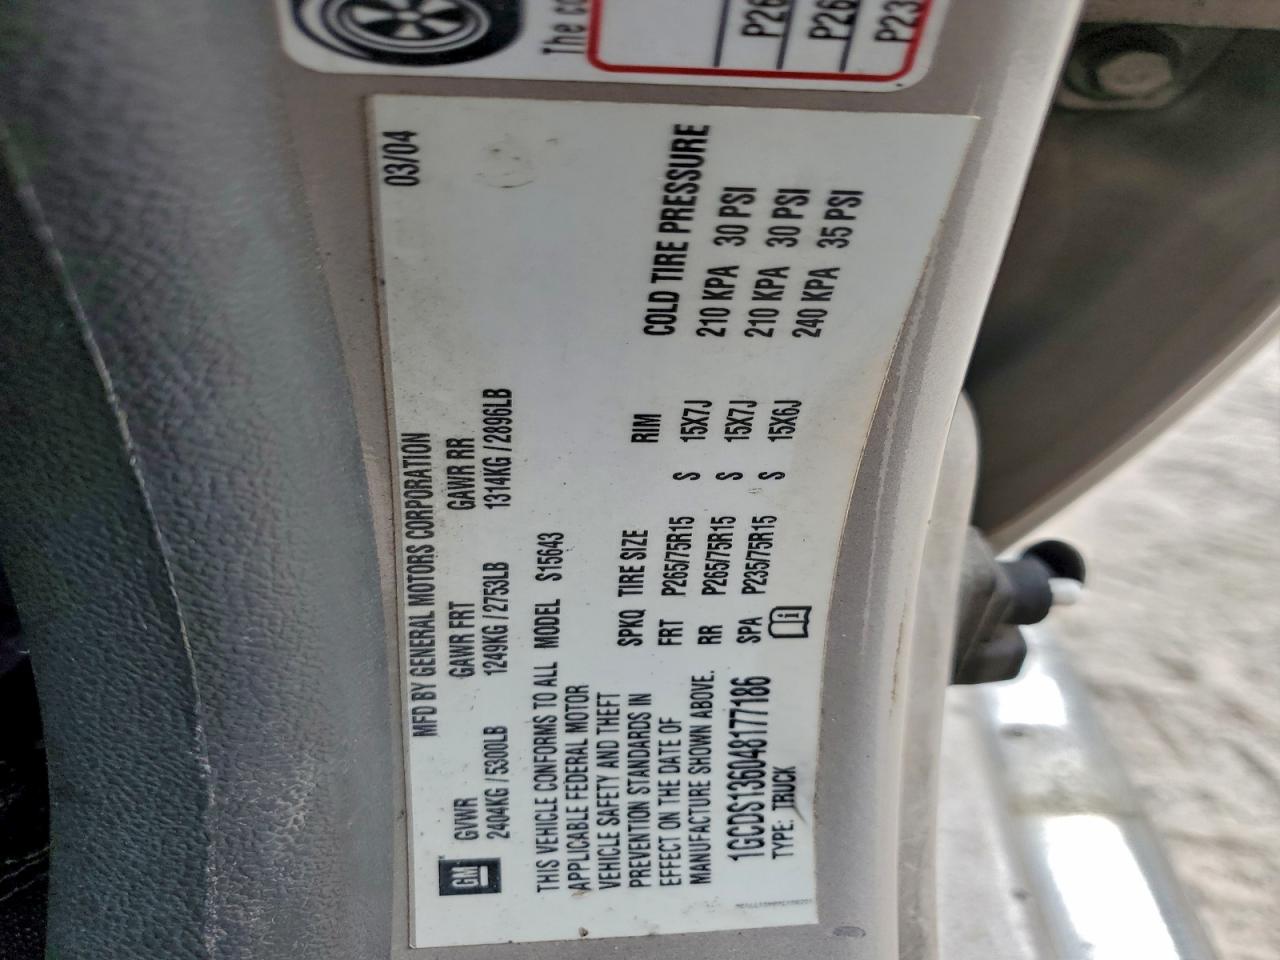 The
P26
P26
P23
MFD BY GENERAL MOTORS CORPORATION 03/04
GM
GVWR GAWR FRT GAWR RR
2404KG / 5300LB 1249KG / 2753LB 1314KG / 2896LB
THIS VEHICLE CONFORMS TO ALL MODEL S15643
APPLICABLE FEDERAL MOTOR
VEHICLE SAFETY AND THEFT
PREVENTION STANDARDS IN
EFFECT ON THE DATE OF
MANUFACTURE SHOWN ABOVE.
SPKQ TIRE SIZE RIM COLD TIRE PRESSURE
FRT P265/75R15 S 15X7J 210 KPA 30 PSI
RR P265/75R15 S 15X7J 210 KPA 30 PSI
SPA P235/75R15 S 15X6J 240 KPA 35 PSI
1GCDS136048177186
TYPE: TRUCK